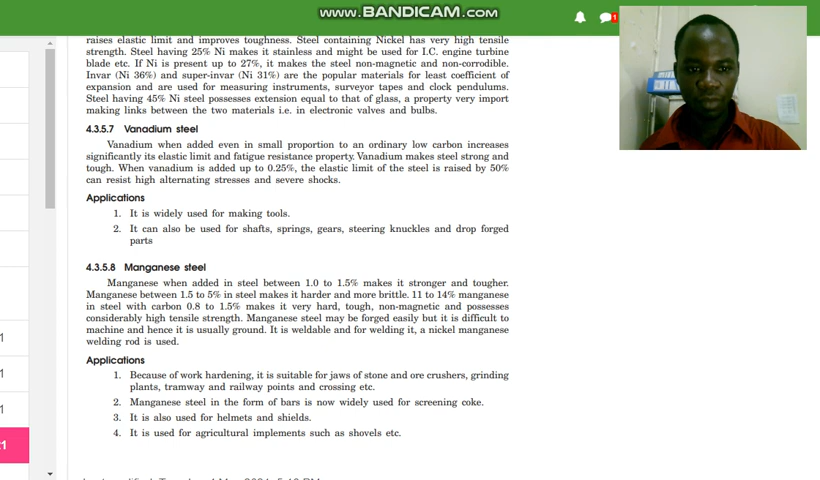 www.BANDICAM.com
1
raises elastic limit and improves toughness. Steel containing Nickel has very high tensile
strength. Steel having 25% Ni makes it stainless and might be used for I.C. engine turbine
blade etc. If Ni is present up to 27%, it makes the steel non-magnetic and non-corrodible.
Invar (Ni 36%) and super-invar (Ni 31%) are the popular materials for least coefficient of
expansion and are used for measuring instruments, surveyor tapes and clock pendulums.
Steel having 45% Ni steel possesses extension equal to that of glass, a property very import
making links between the two materials i.e. in electronic valves and bulbs.
4.3.5.7 Vanadium steel
Vanadium when added even in small proportion to an ordinary low carbon increases
significantly its elastic limit and fatigue resistance property. Vanadium makes steel strong and
tough. When vanadium is added up to 0.25%, the elastic limit of the steel is raised by 50%
can resist high alternating stresses and severe shocks.
Applications
1. It is widely used for making tools.
2. It can also be used for shafts, springs, gears, steering knuckles and drop forged
parts
4.3.5.8 Manganese steel
Manganese when added in steel between 1.0 to 1.5% makes it stronger and tougher.
Manganese between 1.5 to 5% in steel makes it harder and more brittle. 11 to 14% manganese
in steel with carbon 0.8 to 1.5% makes it very hard, tough, non-magnetic and possesses
considerably high tensile strength. Manganese steel may be forged easily but it is difficult to
machine and hence it is usually ground. It is weldable and for welding it, a nickel manganese
welding rod is used.
Applications
1. Because of work hardening, it is suitable for jaws of stone and ore crushers, grinding
plants, tramway and railway points and crossing etc.
2. Manganese steel in the form of bars is now widely used for screening coke.
3. It is also used for helmets and shields.
4. It is used for agricultural implements such as shovels etc.
1
1
1
21